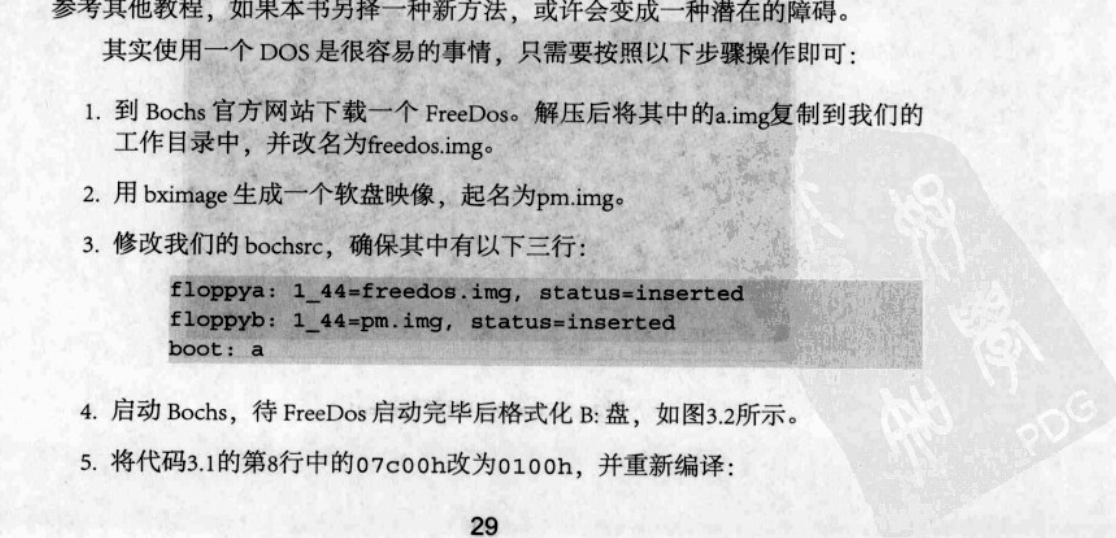 参考其他教程，如果本书另择一种新方法，或许会变成一种潜在的障碍。
其实使用一个 DOS 是很容易的事情，只需要按照以下步骤操作即可：
1. 到 Bochs 官方网站下载一个 FreeDos。解压后将其中的a.img复制到我们的
工作目录中，并改名为freedos.img。
2. 用 bximage 生成一个软盘映像，起名为pm.img。
3. 修改我们的 bochsrc，确保其中有以下三行：
floppya: 1_44=freedos.img, status=inserted
floppyb: 1_44=pm.img, status=inserted
boot: a
4. 启动 Bochs，待 FreeDos 启动完毕后格式化 B: 盘，如图3.2所示。
5. 将代码3.1的第8行中的07c00h改为0100h，并重新编译：
PDG
29